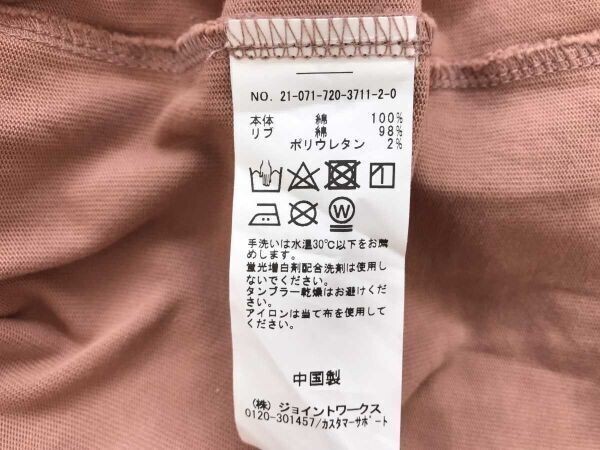 NO. 21-071-720-3711-2-0
本体 綿 100%
リブ 綿 98%
ポリウレタン 2%
W
手洗いは水温30℃以下をお薦
めします。
蛍光増白剤配合洗剤は使用し
ないでください。
タンブラー乾燥はお避けくださ
い。
アイロンは当て布を使用して
ください。
中国製
(株)ジョイントワークス
0120-301457/カスタマーサポート